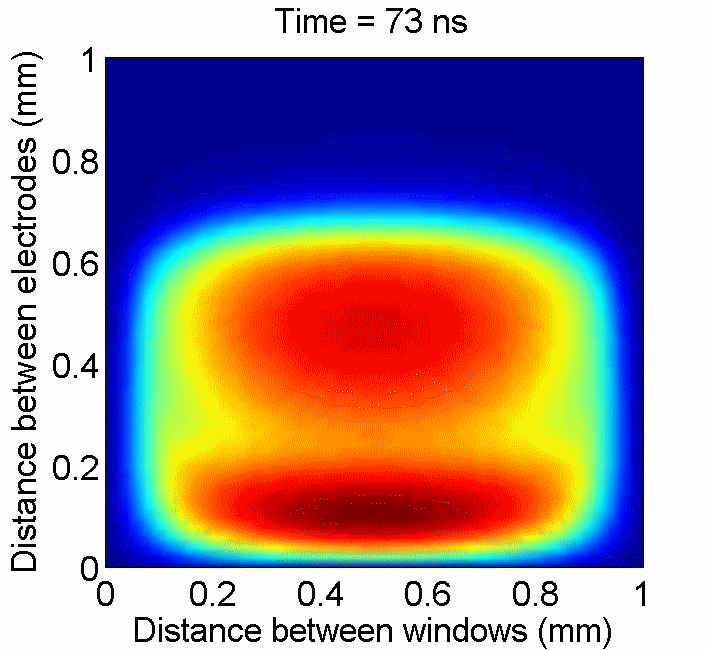 Time = 73 ns
Distance between electrodes (mm)
1
0.8
0.6
0.4
0.2
0
0 0.2 0.4 0.6 0.8 1
Distance between windows (mm)